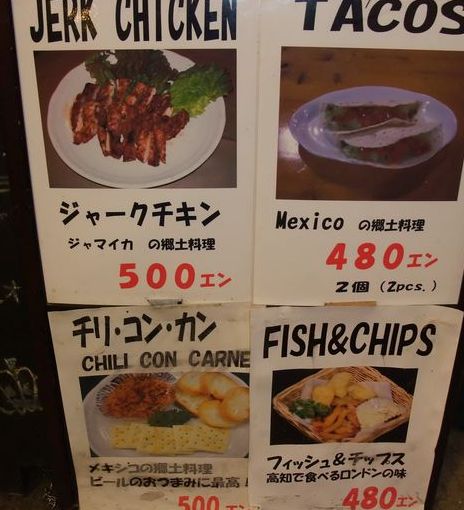 JERK CHICKEN
ジャークチキン
ジャマイカ の郷土料理
500エン
TACOS
Mexico の郷土料理
480エン
2個(2pcs.)
チリ・コン・カン
CHILI CON CARNE
メキシコの郷土料理
ビールのおつまみに最高!
500エン
FISH&CHIPS
フィッシュ&チップス
高知で食べるロンドンの味
480エン